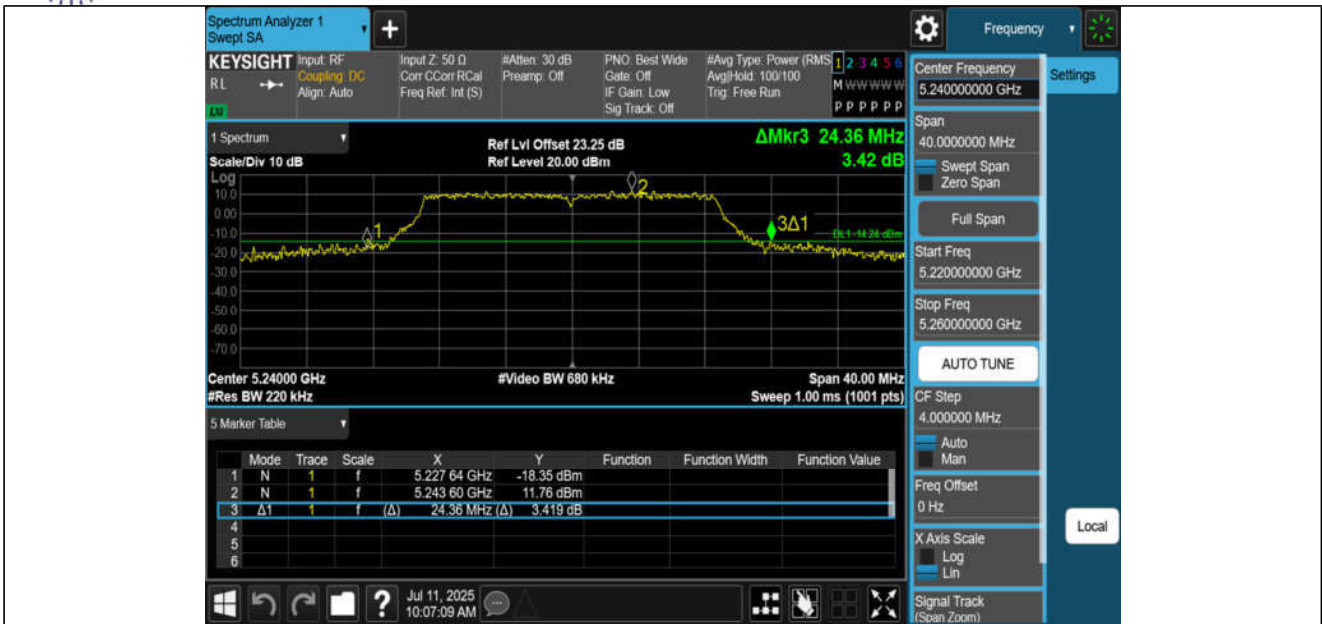 Spectrum Analyzer 1
Swept SA
+
Frequency
KEYSIGHT
RL
LU
Input: RF
Coupling: DC
Align: Auto
Input Z: 50 Ω
Corr CCorr RCal
Freq Ref: Int (S)
#Atten: 30 dB
Preamp: Off
PNO: Best Wide
Gate: Off
IF Gain: Low
Sig Track: Off
#Avg Type: Power (RMS
Avg|Hold: 100/100
Trig: Free Run
1 2 3 4 5 6
M W W W W W
P P P P P P
1 Spectrum
Scale/Div 10 dB
Ref Lvl Offset 23.25 dB
Ref Level 20.00 dBm
ΔMkr3 24.36 MHz
3.42 dB
Log
10.0
0.00
-10.0
-20.0
-30.0
-40.0
-50.0
-60.0
-70.0
1
2
3Δ1
DL1 -14.24 dBm
Center 5.24000 GHz
#Video BW 680 kHz
Span 40.00 MHz
#Res BW 220 kHz
Sweep 1.00 ms (1001 pts)
5 Marker Table
Mode Trace Scale X Y Function Function Width Function Value
1 N 1 f 5.227 64 GHz -18.35 dBm
2 N 1 f 5.243 60 GHz 11.76 dBm
3 Δ1 1 f (Δ) 24.36 MHz (Δ) 3.419 dB
4
5
6
Center Frequency
5.240000000 GHz
Settings
Span
40.0000000 MHz
Swept Span
Zero Span
Full Span
Start Freq
5.220000000 GHz
Stop Freq
5.260000000 GHz
AUTO TUNE
CF Step
4.000000 MHz
Auto
Man
Freq Offset
0 Hz
X Axis Scale
Log
Lin
Signal Track
(Span Zoom)
Local
?
Jul 11, 2025
10:07:09 AM